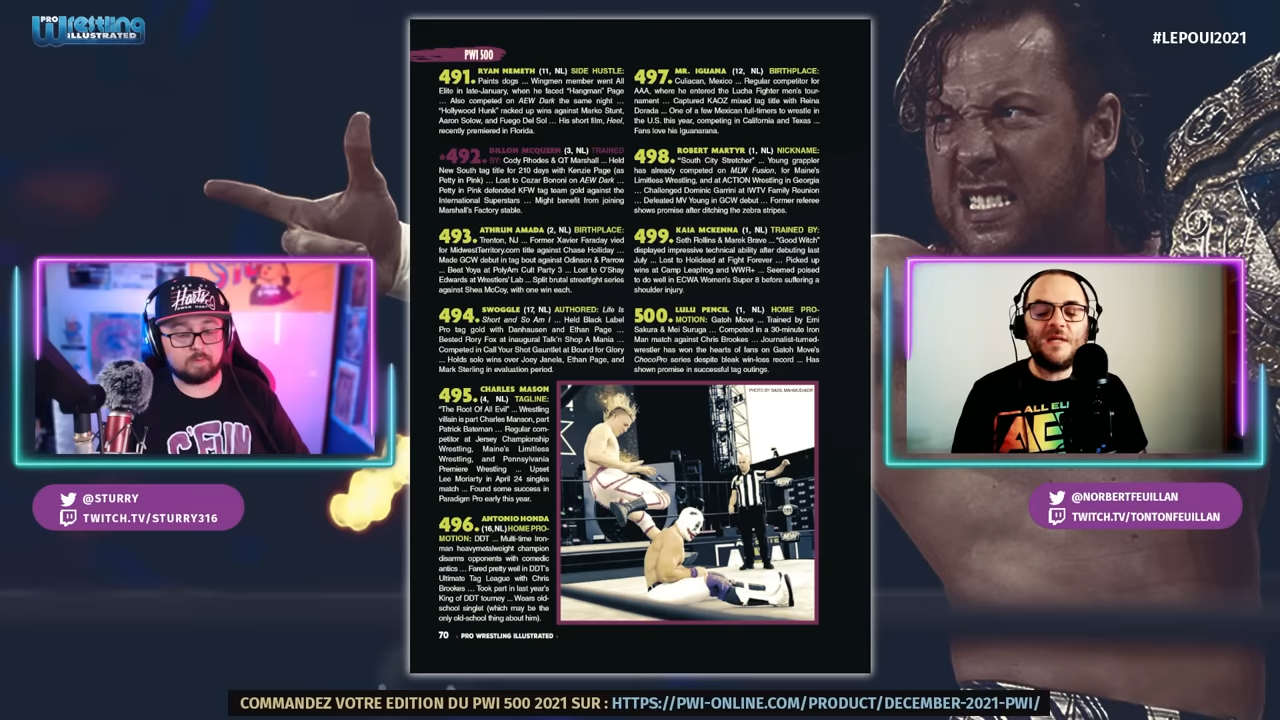 PRO
Wrestling
ILLUSTRATED
#LEPOUI2021
PWI 500
491. RYAN NEMETH (11, NL) SIDE HUSTLE:
Paints dogs ... Wingmen member went All
Elite in late-January, when he faced "Hangman" Page
... Also competed on AEW Dark the same night ...
"Hollywood Hunk" racked up wins against Marko Stunt,
Aaron Solow, and Fuego Del Sol ... His short film, Heel,
recently premiered in Florida.
★492. DILLON MCQUEEN (3, NL) TRAINED
BY: Cody Rhodes & QT Marshall ... Held
New South tag title for 210 days with Kenzie Page (as
Petty in Pink) ... Lost to Cezar Bononi on AEW Dark ...
Petty in Pink defended KFW tag team gold against the
International Superstars ... Might benefit from joining
Marshall's Factory stable.
493. ATHRUN AMADA (2, NL) BIRTHPLACE:
Trenton, NJ ... Former Xavier Faraday vied
for MidwestTerritory.com title against Chase Holliday ...
Made GCW debut in tag bout against Odinson & Parrow
... Beat Yoya at PolyAm Cult Party 3 ... Lost to O'Shay
Edwards at Wrestlers' Lab ... Split brutal streetfight series
against Shea McCoy, with one win each.
494. SWOGGLE (17, NL) AUTHORED: Life Is
Short and So Am I ... Held Black Label
Pro tag gold with Danhausen and Ethan Page ...
Bested Rory Fox at inaugural Talk'n Shop A Mania ...
Competed in Call Your Shot Gauntlet at Bound for Glory
... Holds solo wins over Joey Janela, Ethan Page, and
Mark Sterling in evaluation period.
495. CHARLES MASON
(4, NL) TAGLINE:
"The Root Of All Evil" ... Wrestling
villain is part Charles Manson, part
Patrick Bateman ... Regular com-
petitor at Jersey Championship
Wrestling, Maine's Limitless
Wrestling, and Pennsylvania
Premiere Wrestling ... Upset
Lee Moriarty in April 24 singles
match ... Found some success in
Paradigm Pro early this year.
496. ANTONIO HONDA
(16, NL) HOME PRO-
MOTION: DDT ... Multi-time Iron-
man heavymetalweight champion
disarms opponents with comedic
antics ... Fared pretty well in DDT's
Ultimate Tag League with Chris
Brookes ... Took part in last year's
King of DDT tourney ... Wears old-
school singlet (which may be the
only old-school thing about him).
497. MR. IGUANA (12, NL) BIRTHPLACE:
Culiacan, Mexico ... Regular competitor for
AAA, where he entered the Lucha Fighter men's tour-
nament ... Captured KAOZ mixed tag title with Reina
Dorada ... One of a few Mexican full-timers to wrestle in
the U.S. this year, competing in California and Texas ...
Fans love his Iguanarana.
498. ROBERT MARTYR (1, NL) NICKNAME:
"South City Stretcher" ... Young grappler
has already competed on MLW Fusion, for Maine's
Limitless Wrestling, and at ACTION Wrestling in Georgia
... Challenged Dominic Garrini at IWTV Family Reunion
... Defeated MV Young in GCW debut ... Former referee
shows promise after ditching the zebra stripes.
499. KAIA MCKENNA (1, NL) TRAINED BY:
Seth Rollins & Marek Brave ... "Good Witch"
displayed impressive technical ability after debuting last
July ... Lost to Holidead at Fight Forever ... Picked up
wins at Camp Leapfrog and WWR+ ... Seemed poised
to do well in ECWA Women's Super 8 before suffering a
shoulder injury.
500. LULU PENCIL (1, NL) HOME PRO-
MOTION: Gatoh Move ... Trained by Emi
Sakura & Mei Suruga ... Competed in a 30-minute Iron
Man match against Chris Brookes ... Journalist-turned-
wrestler has won the hearts of fans on Gatoh Move's
ChocoPro series despite bleak win-loss record ... Has
shown promise in successful tag outings.
AEW
70 PRO WRESTLING ILLUSTRATED
Hart
ALL EL
AE
@STURRY
TWITCH.TV/STURRY316
@NORBERTFEUILLAN
TWITCH.TV/TONTONFEUILLAN
COMMANDEZ VOTRE EDITION DU PWI 500 2021 SUR : HTTPS://PWI-ONLINE.COM/PRODUCT/DECEMBER-2021-PWI/